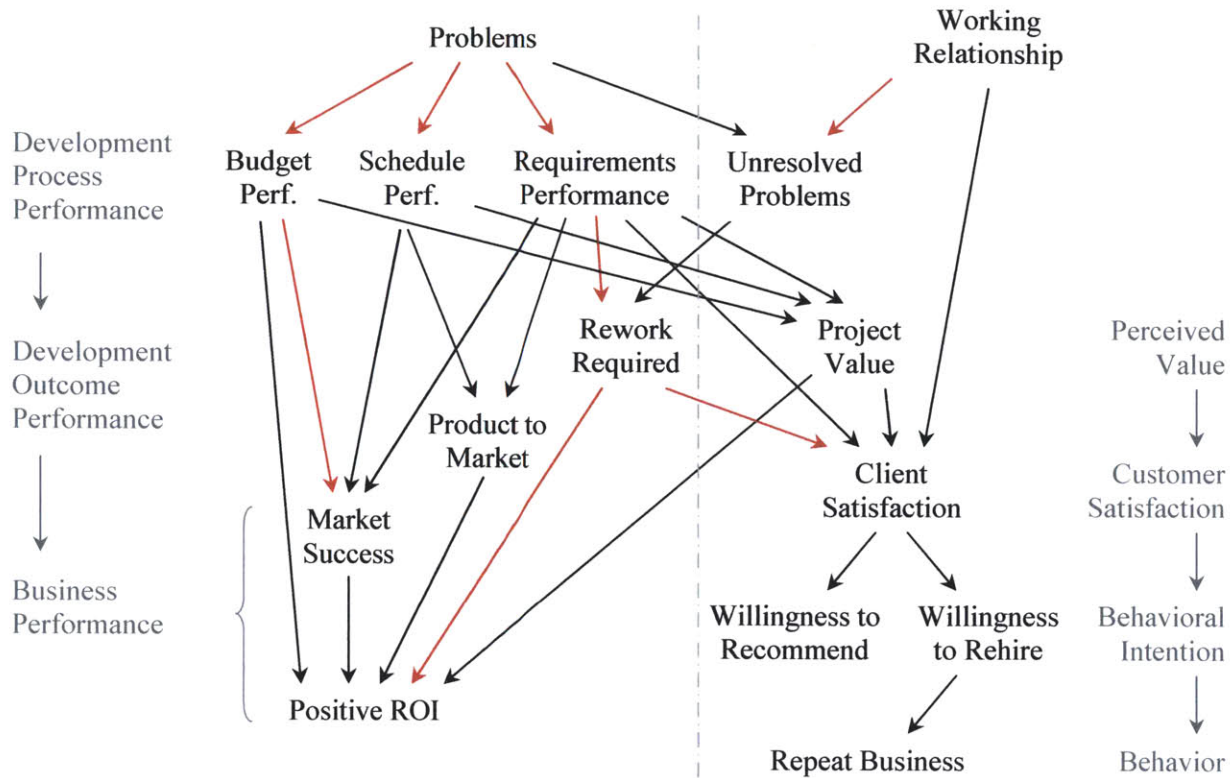 Problems
Working
Relationship
Development
Process
Performance
Budget
Perf.
Schedule
Perf.
Requirements
Performance
Unresolved
Problems
Development
Outcome
Performance
Rework
Required
Project
Value
Perceived
Value
Product to
Market
Client
Satisfaction
Customer
Satisfaction
Market
Success
Business
Performance
Willingness to
Recommend
Willingness
to Rehire
Behavioral
Intention
Positive ROI
Repeat Business
Behavior